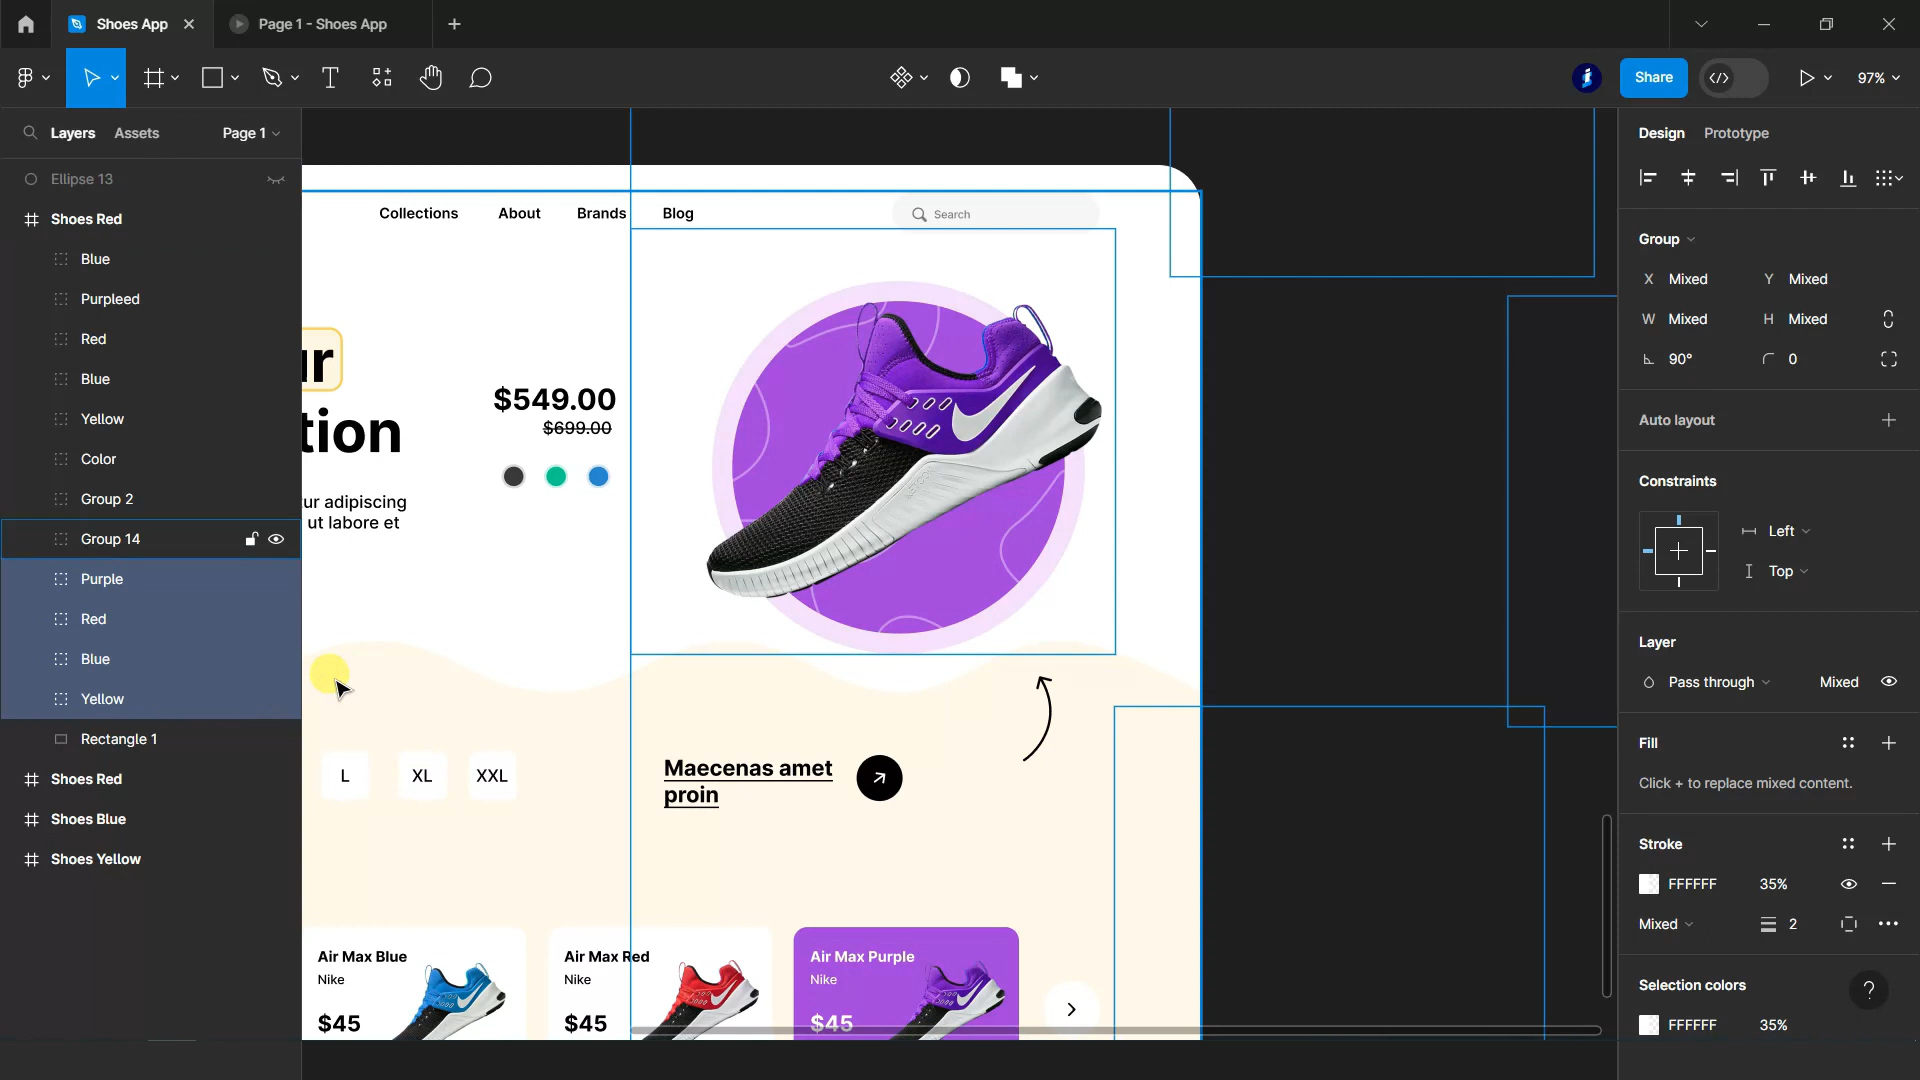 Shoes App
Page 1 - Shoes App
Share
97%
Layers
Assets
Page 1
Ellipse 13
Shoes Red
Blue
Purpleed
Red
Blue
Yellow
Color
Group 2
Group 14
Purple
Red
Blue
Yellow
Rectangle 1
Shoes Red
Shoes Blue
Shoes Yellow
Collections
About
Brands
Blog
Search
ur
tion
$549.00
$699.00
ur adipiscing
ut labore et
L
XL
XXL
Maecenas amet
proin
Air Max Blue
Nike
$45
Air Max Red
Nike
$45
Air Max Purple
Nike
$45
Design
Prototype
Group
X Mixed
Y Mixed
W Mixed
H Mixed
90°
0
Auto layout
Constraints
Left
Top
Layer
Pass through
Mixed
Fill
Click + to replace mixed content.
Stroke
FFFFFF
35%
Mixed
2
Selection colors
?
FFFFFF
35%